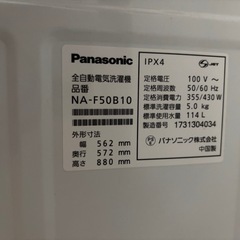 Panasonic
全自動電気洗濯機
品番
NA-F50B10
外形寸法
幅 562 mm
奥行 572 mm
高さ 880 mm
IPX4
JET
定格電圧 100 V~
定格周波数 50/60 Hz
定格消費電力 355/430 W
標準洗濯容量 5.0 kg
標準使用水量 114 L
製造番号 1731304034
パナソニック株式会社
中国製